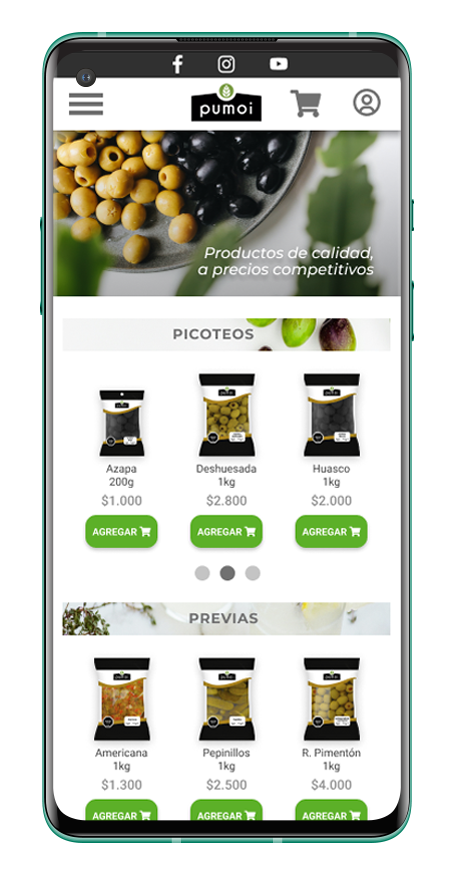 pumoi
Productos de calidad,
a precios competitivos
PICOTEOS
Azapa
200g
$1.000
AGREGAR
Deshuesada
1kg
$2.800
AGREGAR
Huasco
1kg
$2.000
AGREGAR
PREVIAS
Americana
1kg
$1.300
AGREGAR
Pepinillos
1kg
$2.500
AGREGAR
R. Pimentón
1kg
$4.000
AGREGAR